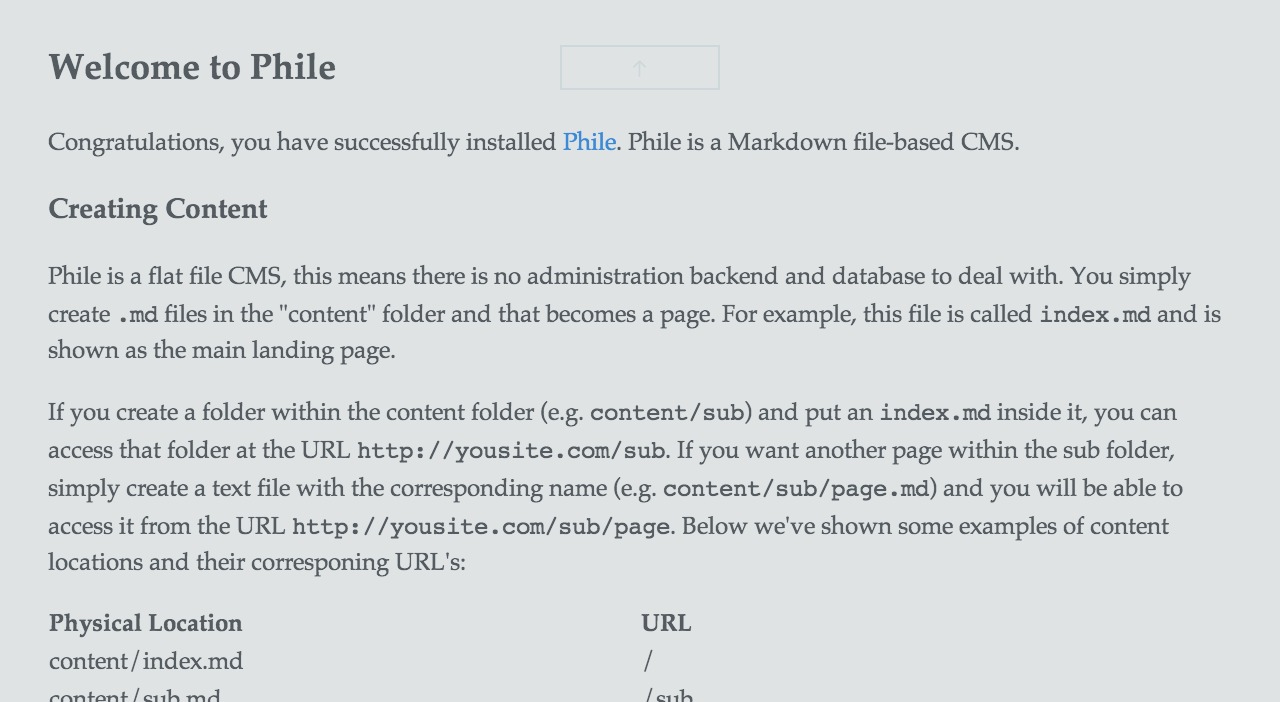 Welcome to Phile
↑
Congratulations, you have successfully installed Phile. Phile is a Markdown file-based CMS.
Creating Content
Phile is a flat file CMS, this means there is no administration backend and database to deal with. You simply
create .md files in the "content" folder and that becomes a page. For example, this file is called index.md and is
shown as the main landing page.
If you create a folder within the content folder (e.g. content/sub) and put an index.md inside it, you can
access that folder at the URL http://yousite.com/sub. If you want another page within the sub folder,
simply create a text file with the corresponding name (e.g. content/sub/page.md) and you will be able to
access it from the URL http://yousite.com/sub/page. Below we've shown some examples of content
locations and their corresponing URL's:
Physical Location URL
content/index.md /
content/sub.md /sub